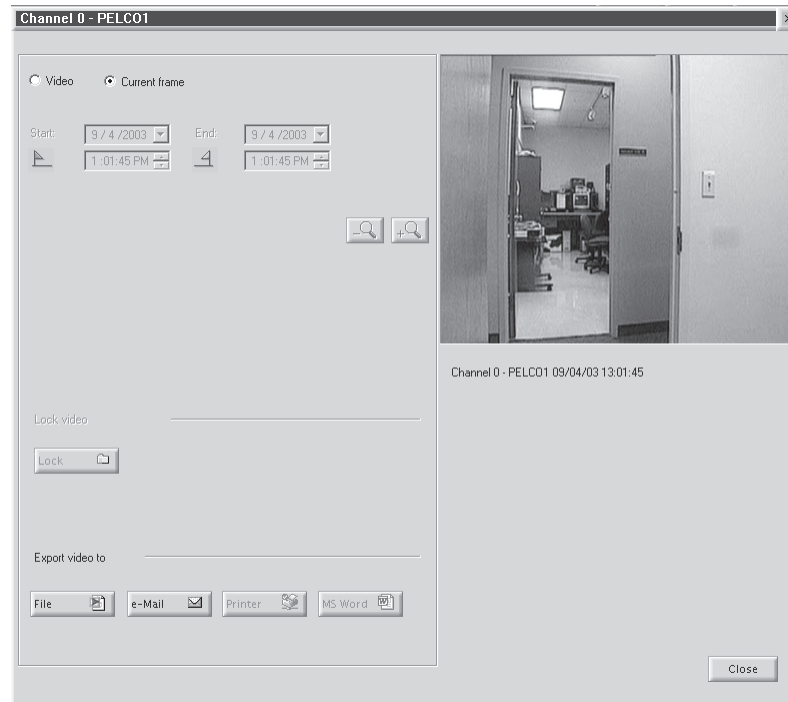 Channel 0 - PELCO1
Video Current frame
Start: 9 / 4 /2003 End: 9 / 4 /2003
1 :01:45 PM 1 :01:45 PM
Channel 0 - PELCO1 09/04/03 13:01:45
Lock video
Lock
Export video to
File e-Mail Printer MS Word
Close